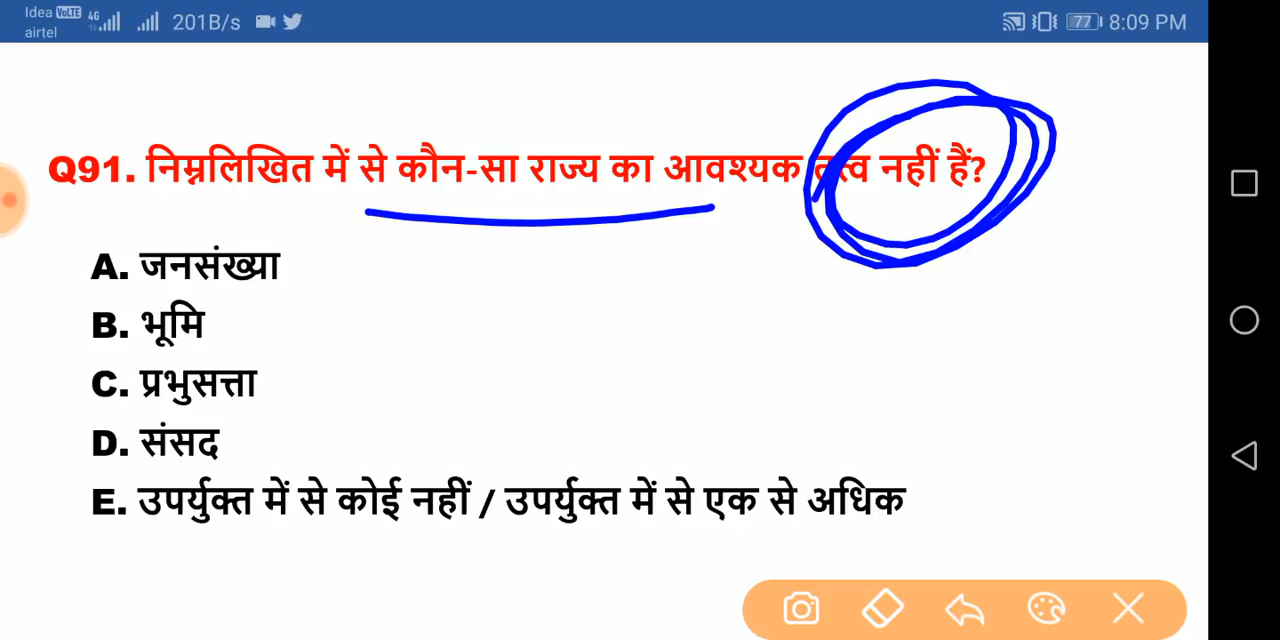 Idea VoLTE 4G 201B/s 77 8:09 PM
airtel
Q91. निम्नलिखित में से कौन-सा राज्य का आवश्यक तत्त्व नहीं हैं?
A. जनसंख्या
B. भूमि
C. प्रभुसत्ता
D. संसद
E. उपर्युक्त में से कोई नहीं / उपर्युक्त में से एक से अधिक